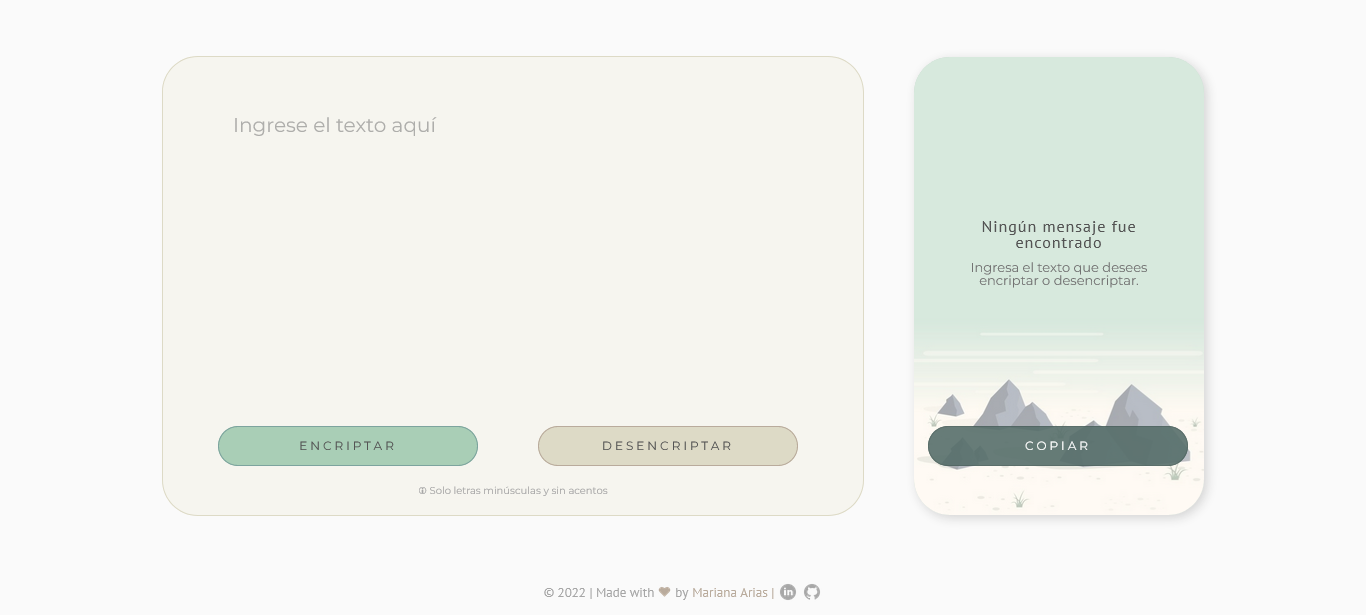 Ingrese el texto aquí
ENCRIPTAR
DESENCRIPTAR
Solo letras minúsculas y sin acentos
Ningún mensaje fue
encontrado
Ingresa el texto que desees
encriptar o desencriptar.
COPIAR
© 2022 | Made with ❤ by Mariana Arias | in